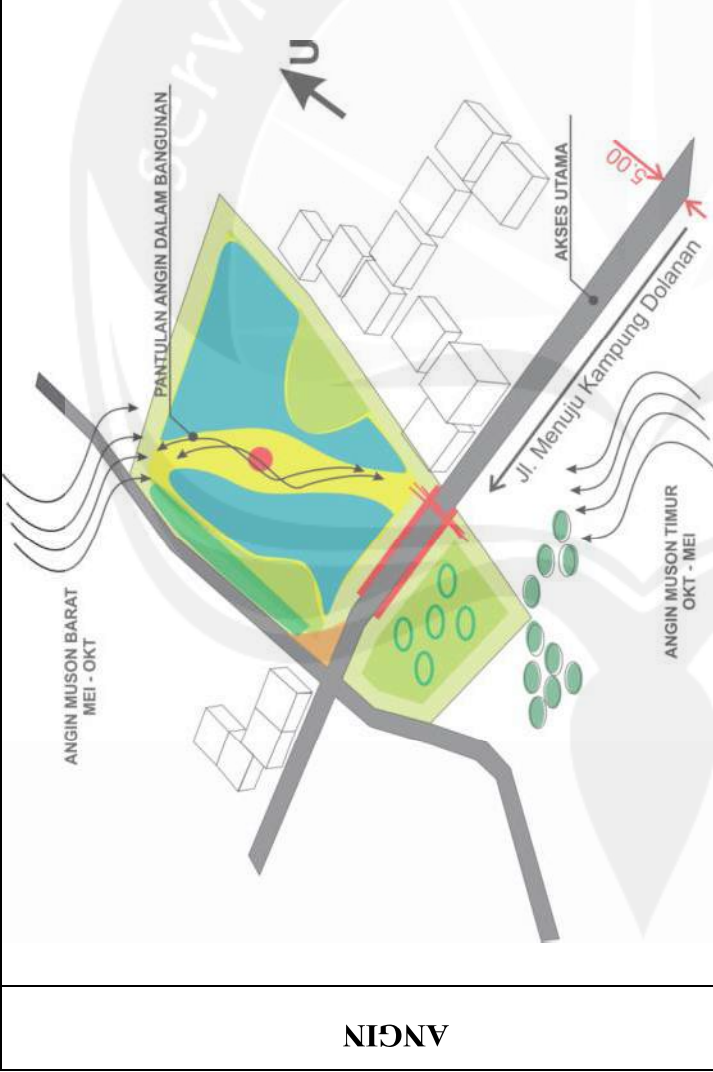 U
PANTULAN ANGIN DALAM BANGUNAN
AKSES UTAMA
5.00
Jl. Menuju Kampung Dolanan
ANGIN MUSON BARAT
MEI - OKT
ANGIN MUSON TIMUR
OKT - MEI
ANGIN